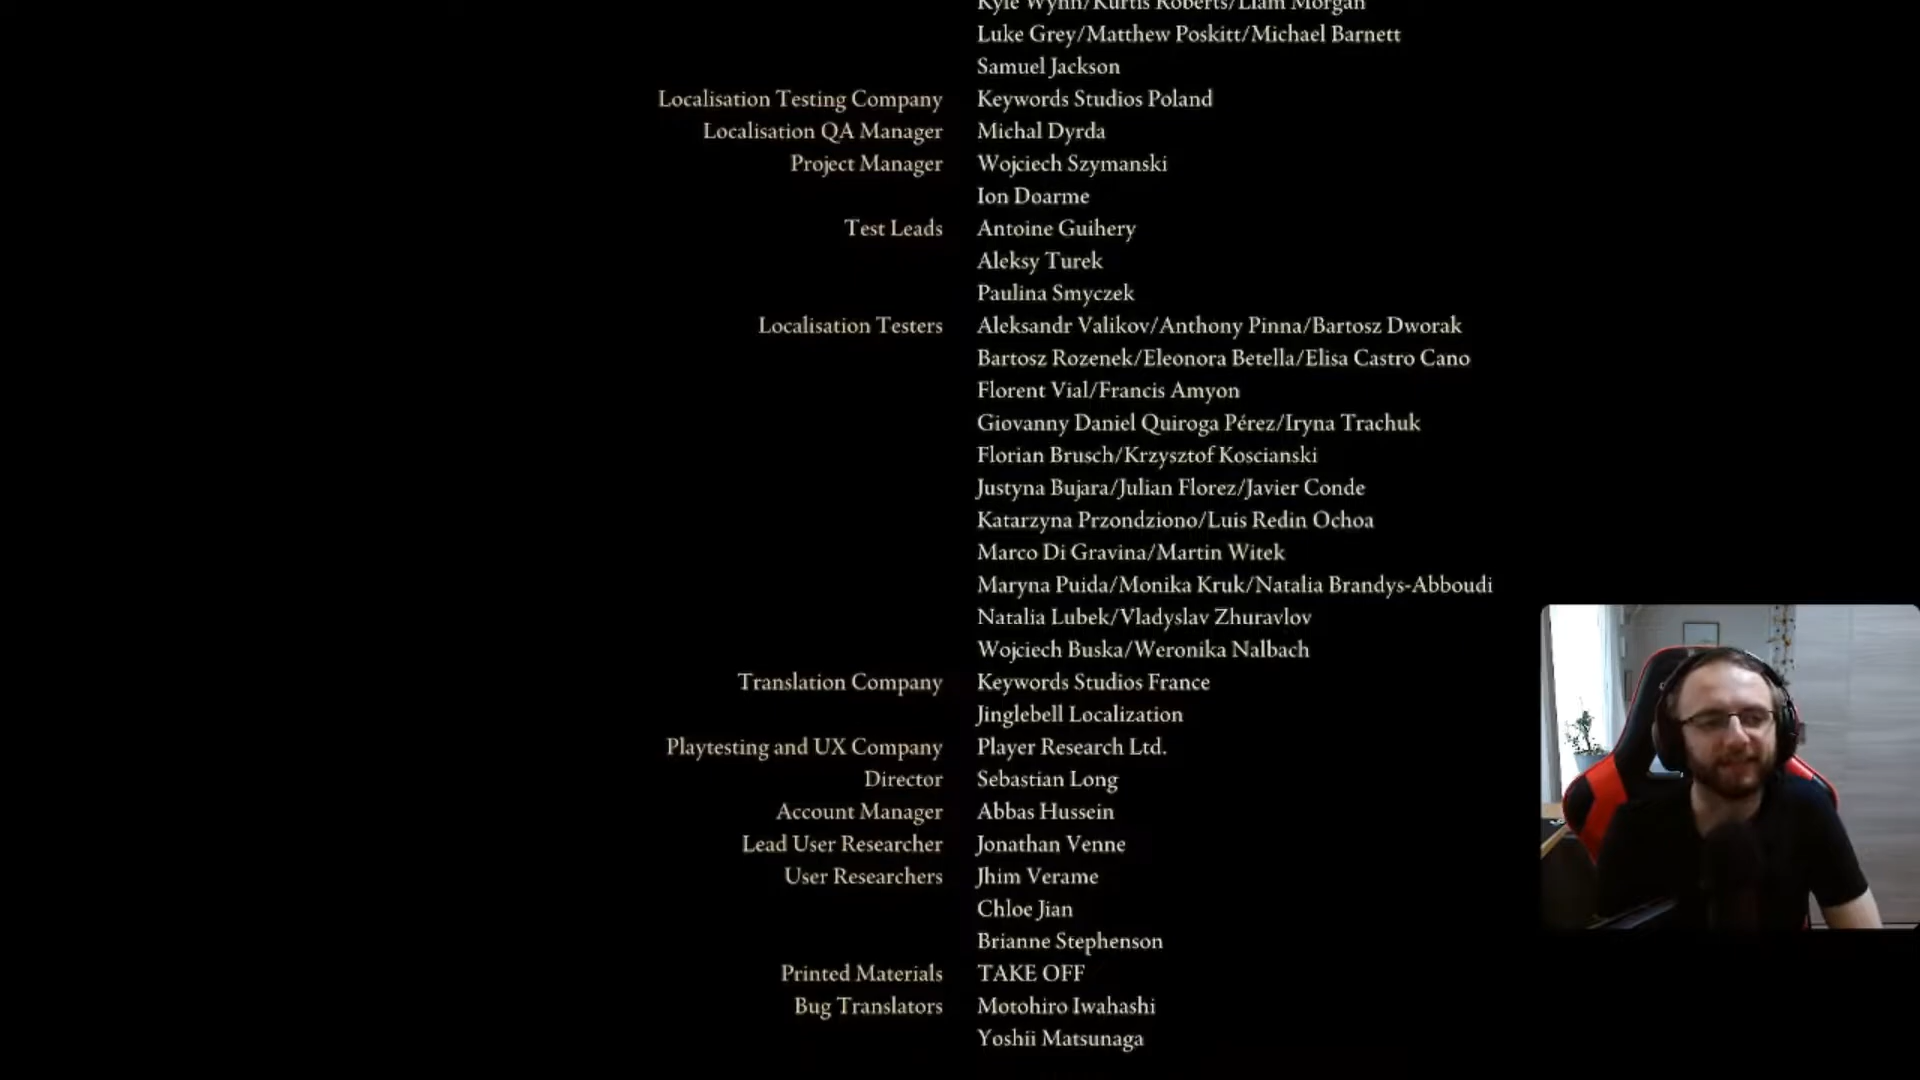 Kyle Wynn/Kurtis Roberts/Liam Morgan
Luke Grey/Matthew Poskitt/Michael Barnett
Samuel Jackson
Localisation Testing Company Keywords Studios Poland
Localisation QA Manager Michal Dyrda
Project Manager Wojciech Szymanski
Ion Doarme
Test Leads Antoine Guihery
Aleksy Turek
Paulina Smyczek
Localisation Testers Aleksandr Valikov/Anthony Pinna/Bartosz Dworak
Bartosz Rozenek/Eleonora Betella/Elisa Castro Cano
Florent Vial/Francis Amyon
Giovanny Daniel Quiroga Pérez/Iryna Trachuk
Florian Brusch/Krzysztof Koscianski
Justyna Bujara/Julian Florez/Javier Conde
Katarzyna Przondziono/Luis Redin Ochoa
Marco Di Gravina/Martin Witek
Maryna Puida/Monika Kruk/Natalia Brandys-Abboudi
Natalia Lubek/Vladyslav Zhuravlov
Wojciech Buska/Weronika Nalbach
Translation Company Keywords Studios France
Jinglebell Localization
Playtesting and UX Company Player Research Ltd.
Director Sebastian Long
Account Manager Abbas Hussein
Lead User Researcher Jonathan Venne
User Researchers Jhim Verame
Chloe Jian
Brianne Stephenson
Printed Materials TAKE OFF
Bug Translators Motohiro Iwahashi
Yoshii Matsunaga